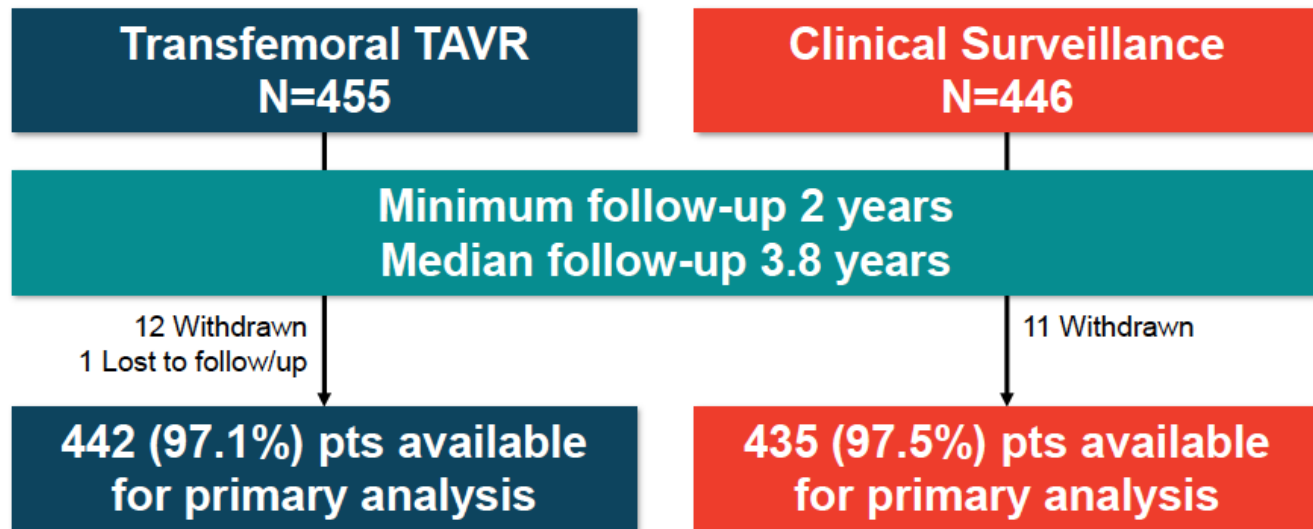 Transfemoral TAVR
N=455
Clinical Surveillance
N=446
Minimum follow-up 2 years
Median follow-up 3.8 years
12 Withdrawn
1 Lost to follow/up
11 Withdrawn
442 (97.1%) pts available
for primary analysis
435 (97.5%) pts available
for primary analysis